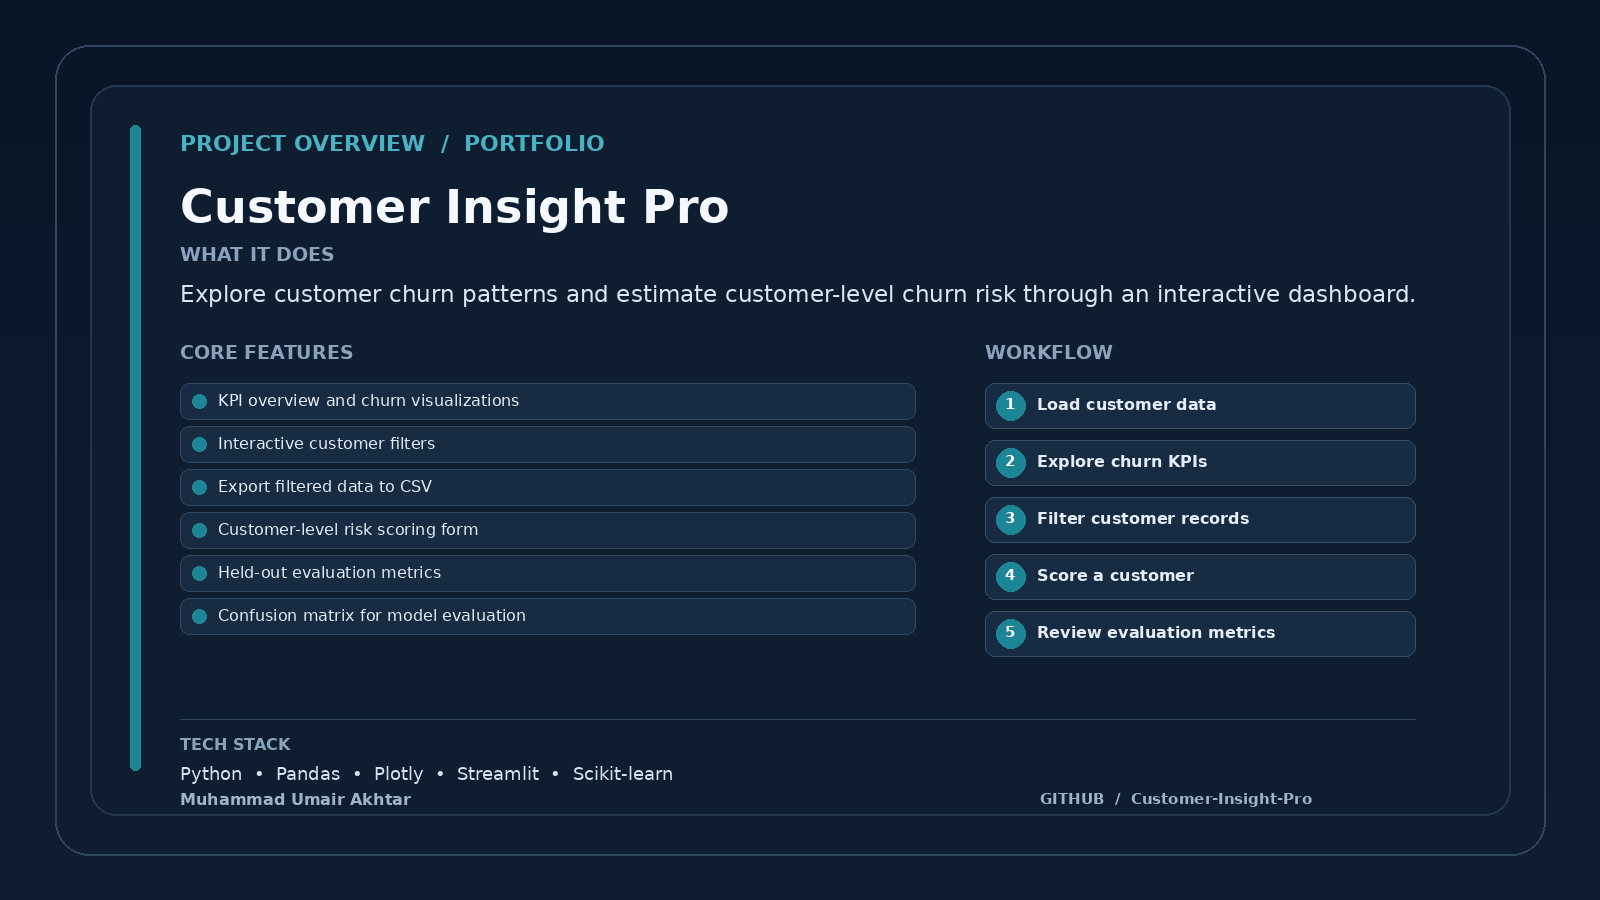 PROJECT OVERVIEW / PORTFOLIO
Customer Insight Pro
WHAT IT DOES
Explore customer churn patterns and estimate customer-level churn risk through an interactive dashboard.
CORE FEATURES
KPI overview and churn visualizations
Interactive customer filters
Export filtered data to CSV
Customer-level risk scoring form
Held-out evaluation metrics
Confusion matrix for model evaluation
WORKFLOW
1 Load customer data
2 Explore churn KPIs
3 Filter customer records
4 Score a customer
5 Review evaluation metrics
TECH STACK
Python • Pandas • Plotly • Streamlit • Scikit-learn
Muhammad Umair Akhtar
GITHUB / Customer-Insight-Pro